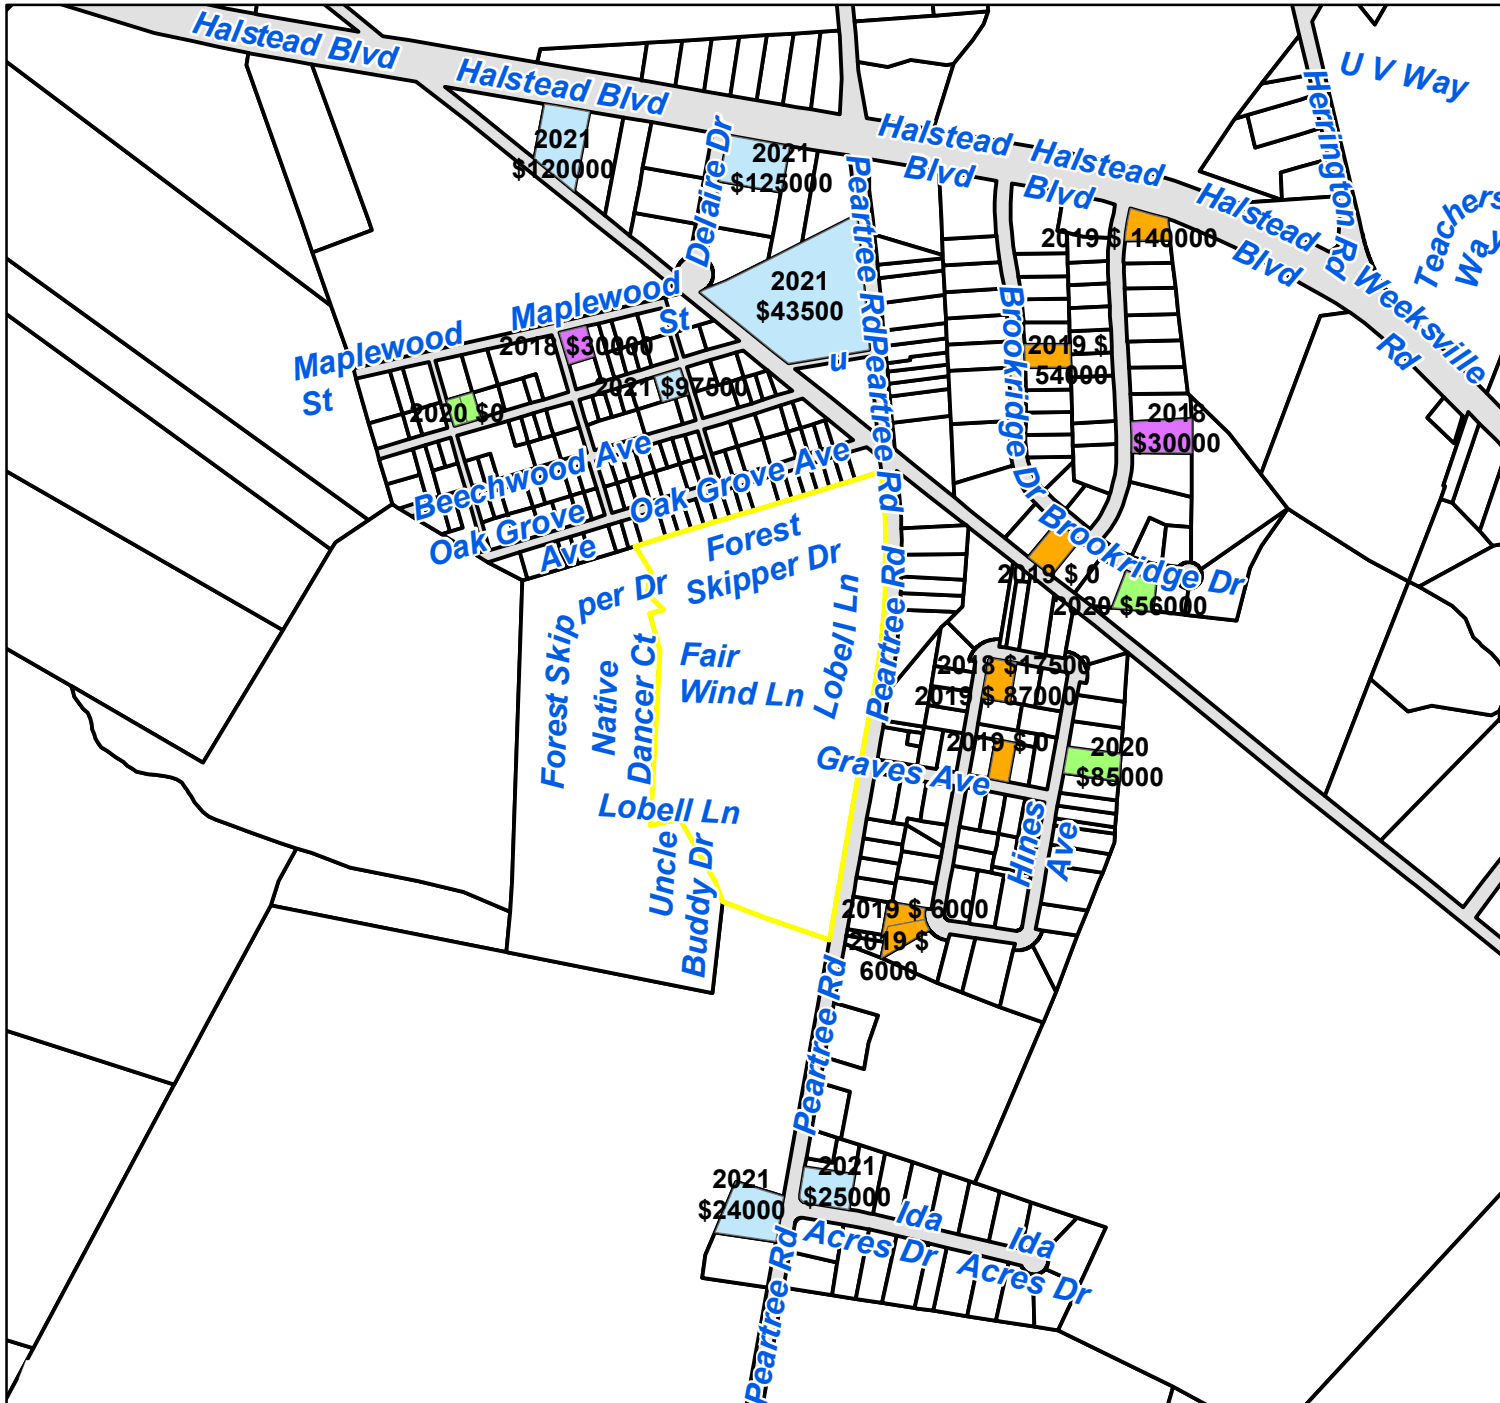 Halstead Blvd
Halstead Blvd
Halstead
Blvd
Halstead
Blvd
Halstead
Blvd
U V Way
Herrington Rd
Teachers
Way
Weeksville
Rd
2021
$120000
Delaire Dr
2021
$125000
Peartree Rd
2019 $ 140000
2021
$43500
Maplewood
St
Maplewood
St
2018 $30000
2021 $97500
2020 $0
u
Peartree Rd
Brookridge Dr
2019 $
54000
2018
$30000
Beechwood Ave
Oak Grove Ave
Oak Grove
Ave
Brookridge Dr
2019 $ 0
2020 $56000
Forest
Skipper Dr
Forest Skip
per Dr
Native
Dancer Ct
Fair
Wind Ln
Lobell Ln
Peartree Rd
2018 $17500
2019 $ 87000
2019 $ 0
2020
$85000
Graves Ave
Hines
Ave
Lobell Ln
Uncle
Buddy Dr
2019 $ 6000
2019 $
6000
Peartree Rd
2021
$24000
2021
$25000
Ida
Acres Dr
Ida
Acres Dr
Peartree Rd